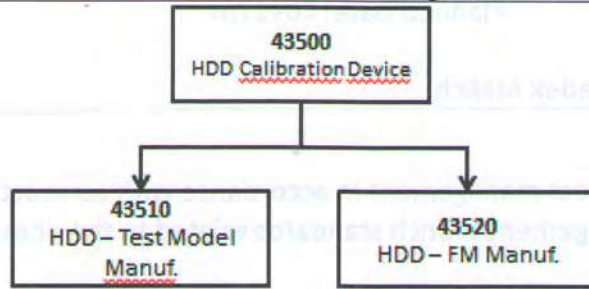 43500
HDD Calibration Device
43510
HDD – Test Model
Manuf.
43520
HDD – FM Manuf.